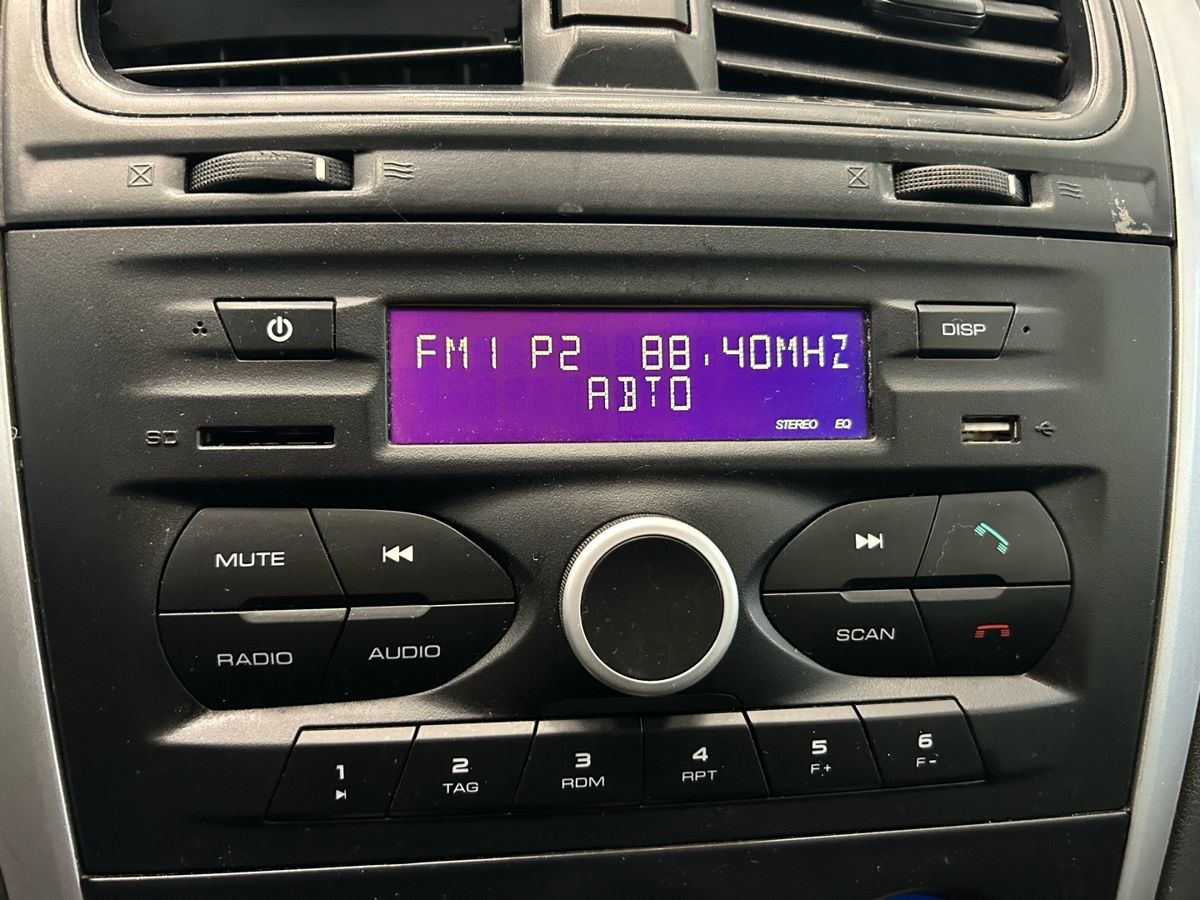 DISP
FM1 P2 88.40MHZ
АВТО
STEREO EQ
SD
MUTE
RADIO
AUDIO
SCAN
1
2
TAG
3
RDM
4
RPT
5
F+
6
F-